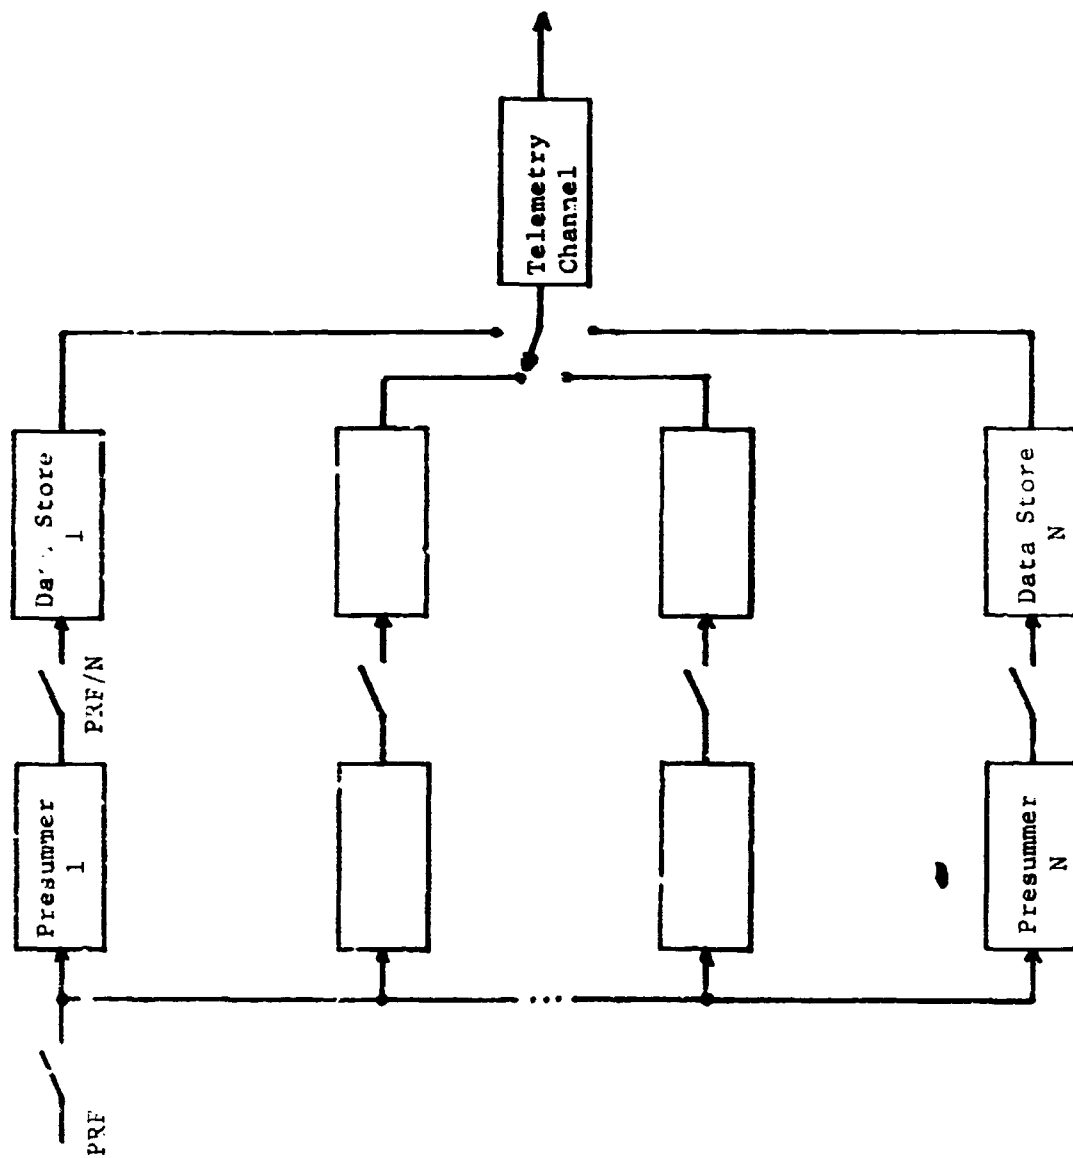 PRF
Presummer
1
PRF/N
Store
1
Telemetry
Channel
...
Presummer
N
Data Store
N